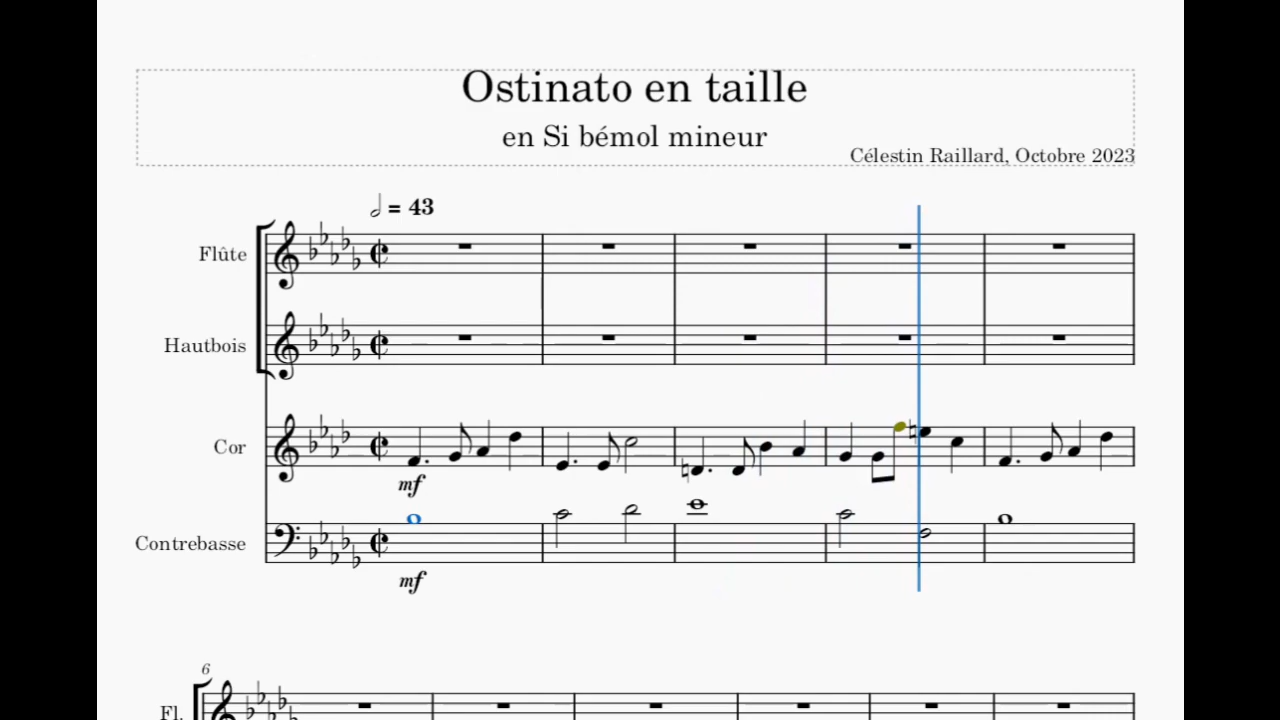 Ostinato en taille
en Si bémol mineur
Célestin Raillard, Octobre 2023
= 43
Flûte
Hautbois
Cor
mf
Contrebasse
mf
6
Fl.